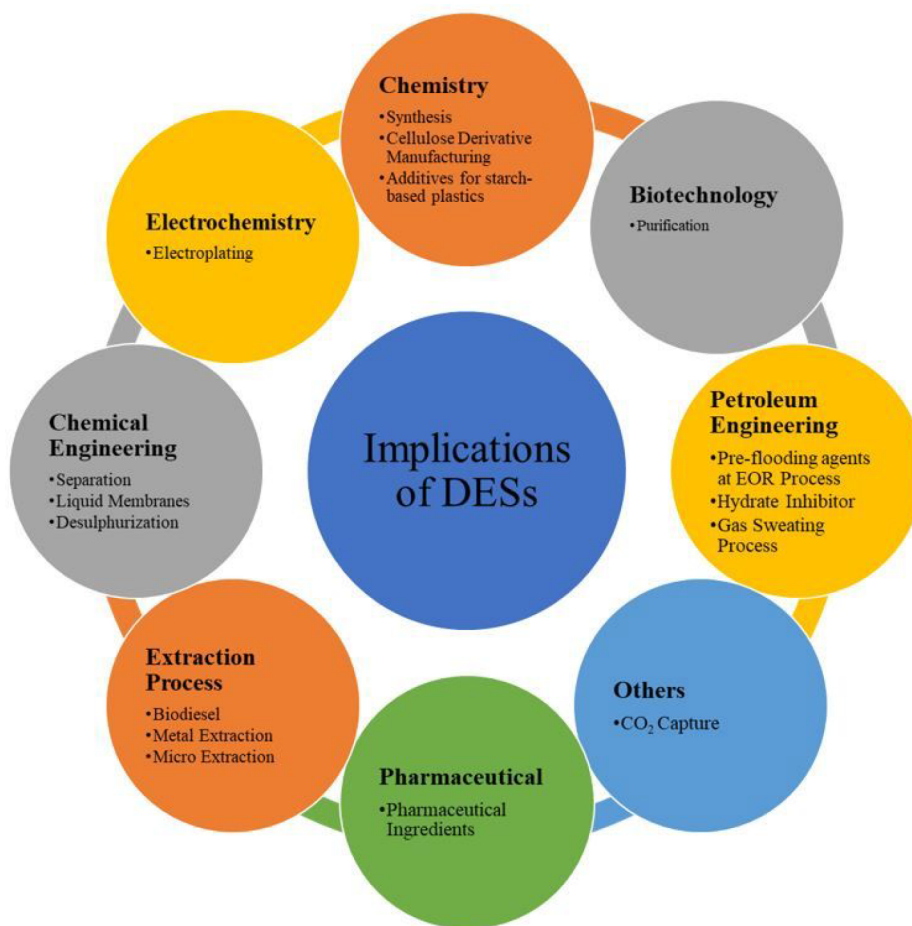 Chemistry
•Synthesis
•Cellulose Derivative
Manufacturing
•Additives for starch-
based plastics
Biotechnology
•Purification
Petroleum
Engineering
•Pre-flooding agents
at EOR Process
•Hydrate Inhibitor
•Gas Sweating
Process
Others
•CO₂ Capture
Pharmaceutical
•Pharmaceutical
Ingredients
Extraction
Process
•Biodiesel
•Metal Extraction
•Micro Extraction
Chemical
Engineering
•Separation
•Liquid Membranes
•Desulphurization
Electrochemistry
•Electroplating
Implications
of DESs